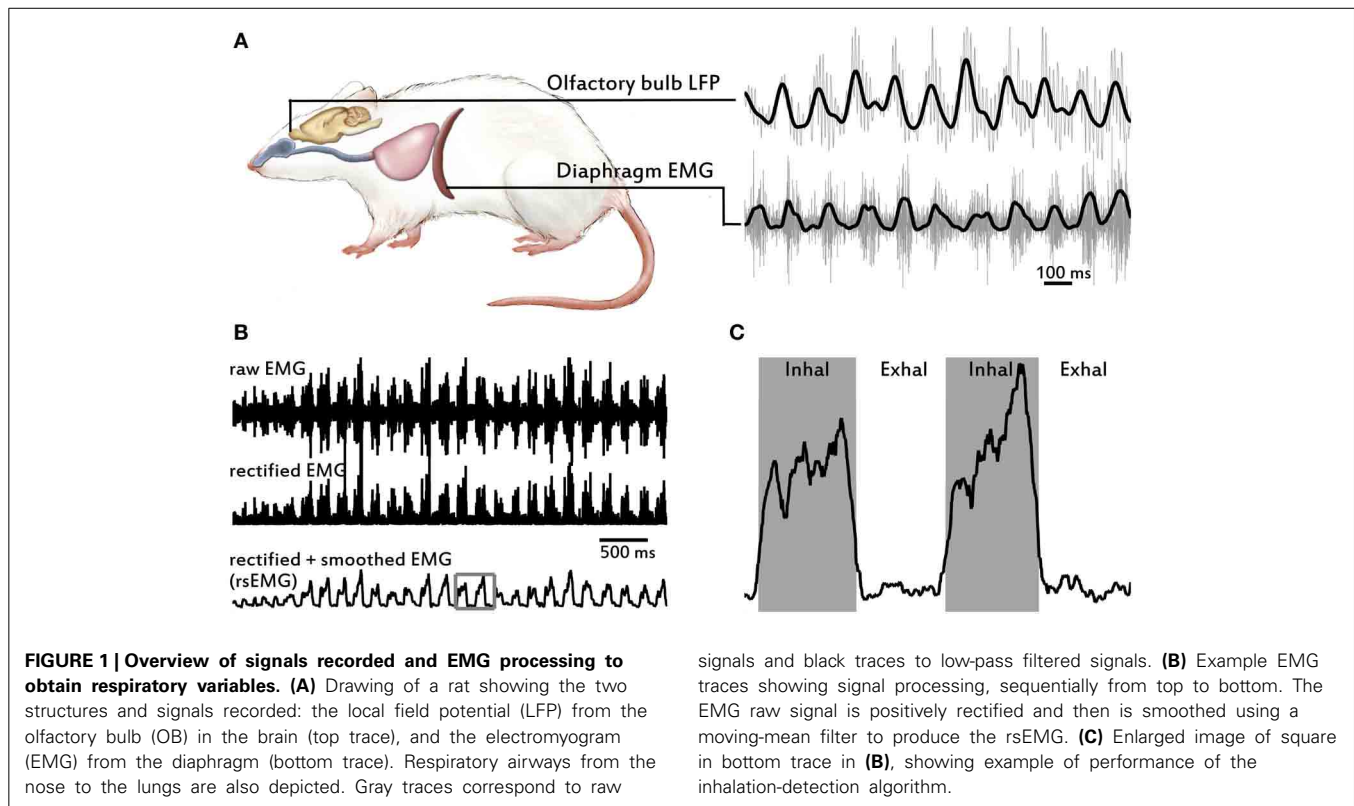 A
Olfactory bulb LFP
Diaphragm EMG
100 ms
B
raw EMG
rectified EMG
500 ms
rectified + smoothed EMG
(rsEMG)
C
Inhal Exhal Inhal Exhal
FIGURE 1 | Overview of signals recorded and EMG processing to
obtain respiratory variables. (A) Drawing of a rat showing the two
structures and signals recorded: the local field potential (LFP) from the
olfactory bulb (OB) in the brain (top trace), and the electromyogram
(EMG) from the diaphragm (bottom trace). Respiratory airways from the
nose to the lungs are also depicted. Gray traces correspond to raw
signals and black traces to low-pass filtered signals. (B) Example EMG
traces showing signal processing, sequentially from top to bottom. The
EMG raw signal is positively rectified and then is smoothed using a
moving-mean filter to produce the rsEMG. (C) Enlarged image of square
in bottom trace in (B), showing example of performance of the
inhalation-detection algorithm.